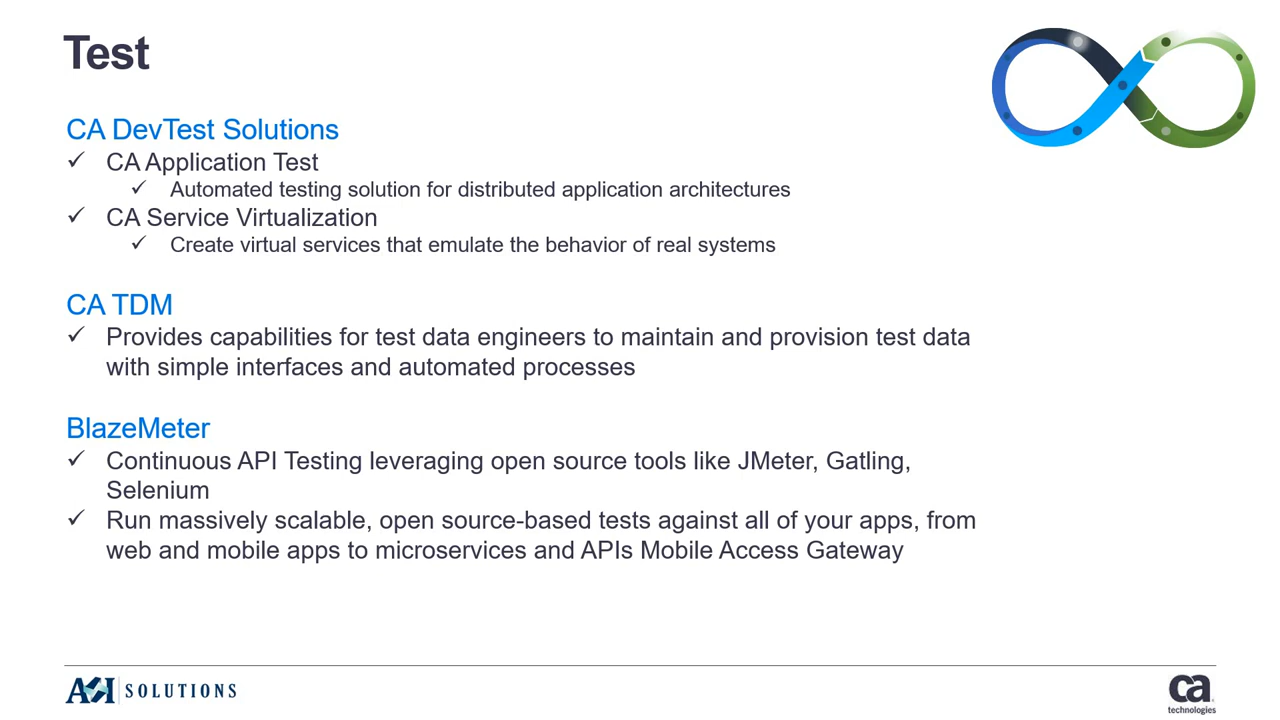 Test
CA DevTest Solutions
✓ CA Application Test
✓ Automated testing solution for distributed application architectures
✓ CA Service Virtualization
✓ Create virtual services that emulate the behavior of real systems
CA TDM
✓ Provides capabilities for test data engineers to maintain and provision test data
with simple interfaces and automated processes
BlazeMeter
✓ Continuous API Testing leveraging open source tools like JMeter, Gatling,
Selenium
✓ Run massively scalable, open source-based tests against all of your apps, from
web and mobile apps to microservices and APIs Mobile Access Gateway
SOLUTIONS
ca
technologies